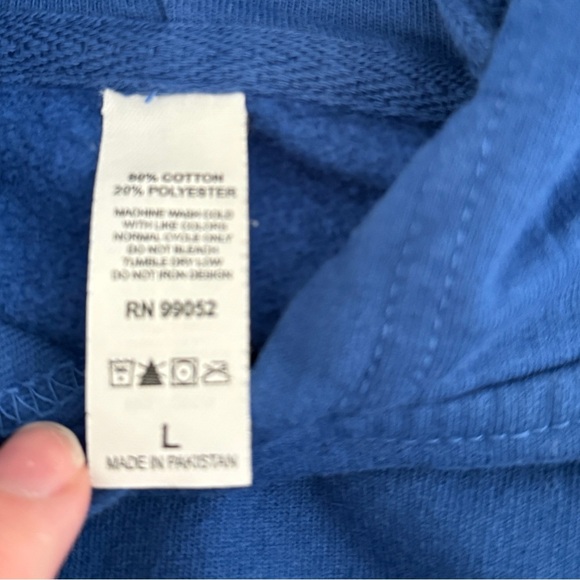 80% COTTON
20% POLYESTER
MACHINE WASH COLD
WITH LIKE COLORS
NORMAL CYCLE ONLY
DO NOT BLEACH
TUMBLE DRY LOW
DO NOT IRON DESIGN
RN 99052
L
MADE IN PAKISTAN